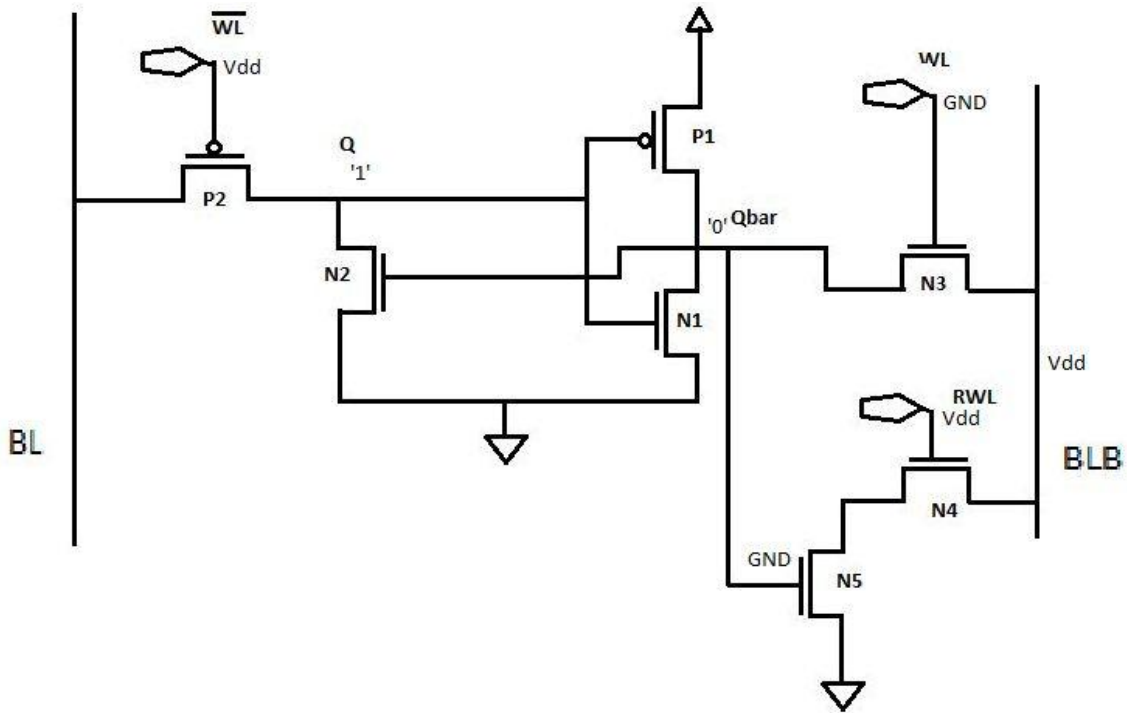 WL
Vdd
P2
Q
'1'
N2
P1
'0' Qbar
N1
WL
GND
N3
Vdd
RWL
Vdd
N4
GND
N5
BL
BLB